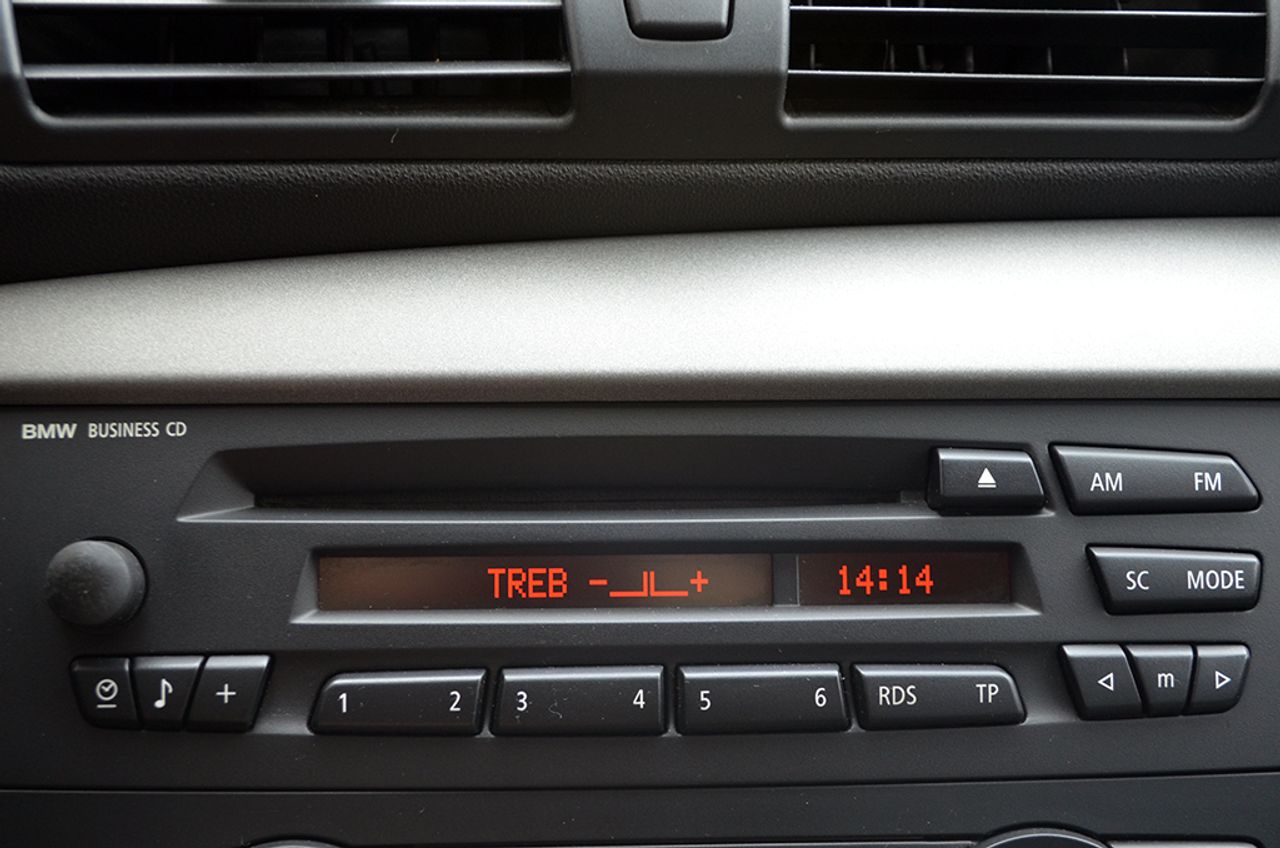 BMW BUSINESS CD
AM FM
TREB - + 14:14
SC MODE
1 2 3 4 5 6 RDS TP
m